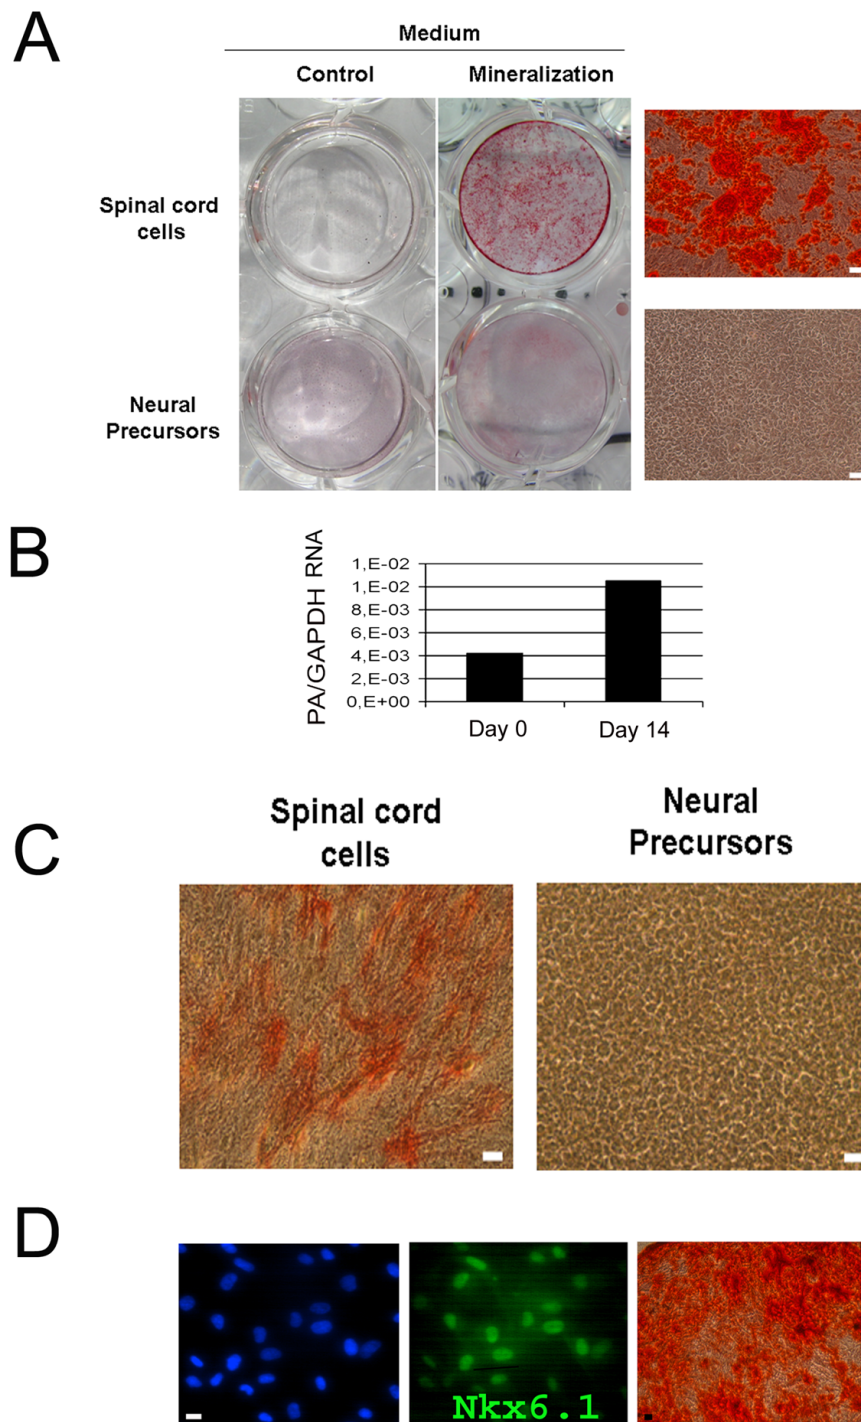 A
Medium
Control Mineralization
Spinal cord
cells
Neural
Precursors
B
PA/GAPDH RNA
1,E-02
1,E-02
8,E-03
6,E-03
4,E-03
2,E-03
0,E+00
Day 0 Day 14
C
Spinal cord
cells
Neural
Precursors
D
Nkx6.1